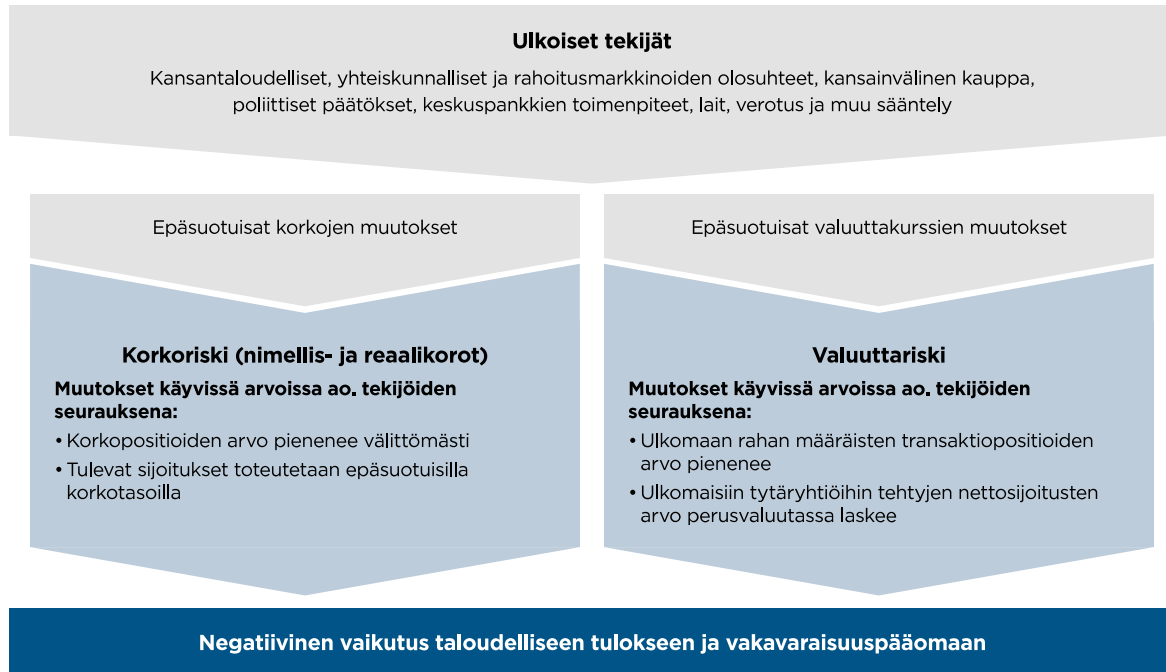 Ulkoiset tekijät
Kansantaloudelliset, yhteiskunnalliset ja rahoitusmarkkinoiden olosuhteet, kansainvälinen kauppa,
poliittiset päätökset, keskuspankkien toimenpiteet, lait, verotus ja muu sääntely
Epäsuotuisat korkojen muutokset
Korkoriski (nimellis- ja reaalikorot)
Muutokset käyvissä arvoissa ao. tekijöiden
seurauksena:
• Korkopositioiden arvo pienenee välittömästi
• Tulevat sijoitukset toteutetaan epäsuotuisilla
korkotasoilla
Epäsuotuisat valuuttakurssien muutokset
Valuuttariski
Muutokset käyvissä arvoissa ao. tekijöiden
seurauksena:
• Ulkomaan rahan määräisten transaktiopositioiden
arvo pienenee
• Ulkomaisiin tytäryhtiöihin tehtyjen nettosijoitusten
arvo perusvaluutassa laskee
Negatiivinen vaikutus taloudelliseen tulokseen ja vakavaraisuuspääomaan